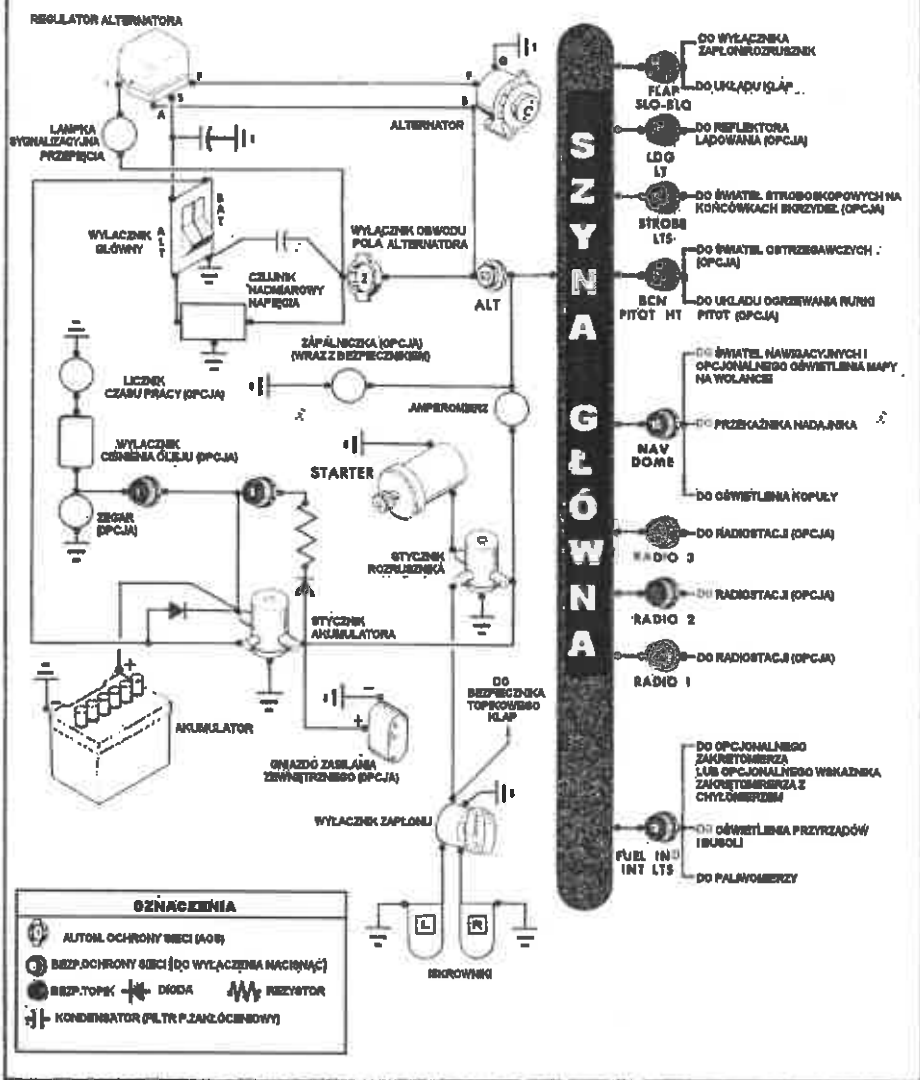 REGULATOR ALTERNATORA
F
S
A
F
G
B
ALTERNATOR
LAMPKA
SYGNALIZACYJNA
PRZEPIĘCIA
WYŁĄCZNIK
GŁÓWNY
ALT
BAT
CZUJNIK
NADMIAROWY
NAPIĘCIA
WYŁĄCZNIK OBWODU
POLA ALTERNATORA
2
ALT
ZAPALNICZKA (OPCJA)
(WRAZ Z BEZPIECZNIKIEM)
AMPEROMIERZ
LICZNIK
CZASU PRACY (OPCJA)
WYŁĄCZNIK
CIŚNIENIA OLEJU (OPCJA)
ZEGAR
(OPCJA)
STARTER
STYCZNIK
ROZRUSZNIKA
STYCZNIK
AKUMULATORA
+
-
AKUMULATOR
-
+
GNIAZDO ZASILANIA
ZEWNĘTRZNEGO (OPCJA)
DO
BEZPIECZNIKA
TOPIKOWEGO
KLAP
WYŁĄCZNIK ZAPŁONU
L
R
ISKROWNIKI
SZYNA GŁÓWNA
DO WYŁĄCZNIKA
ZAPŁON/ROZRUSZNIK
FLAP
SLO-BLO
DO UKŁADU KLAP
DO REFLEKTORA
LĄDOWANIA (OPCJA)
LDG
LT
DO ŚWIATEŁ STROBOSKOPOWYCH NA
KOŃCÓWKACH SKRZYDEŁ (OPCJA)
STROBE
LTS
DO ŚWIATEŁ OSTRZEGAWCZYCH
(OPCJA)
BCN
PITOT HT
DO UKŁADU OGRZEWANIA RURKI
PITOT (OPCJA)
DO ŚWIATEŁ NAWIGACYJNYCH I
OPCJONALNEGO OŚWIETLENIA MAPY
NA WOLANCIE
DO PRZEKAŹNIKA NADAJNIKA
NAV
DOME
DO OŚWIETLENIA KOPUŁY
DO RADIOSTACJI (OPCJA)
RADIO 3
DO RADIOSTACJI (OPCJA)
RADIO 2
DO RADIOSTACJI (OPCJA)
RADIO 1
DO OPCJONALNEGO
ZAKRĘTOMIERZA
LUB OPCJONALNEGO WSKAŹNIKA
ZAKRĘTOMIERZA Z
CHYŁOMIERZEM
DO OŚWIETLENIA PRZYRZĄDÓW
I BUSOLI
FUEL IND
INT LTS
DO PALIWOMIERZY
OZNACZENIA
AUTOM. OCHRONY SIECI (AOS)
BEZP.OCHRONY SIECI (DO WYŁĄCZENIA NACISNĄĆ)
BEZP.TOPIK DIODA REZYSTOR
KONDENSATOR (FILTR P.ZAKŁÓCENIOWY)